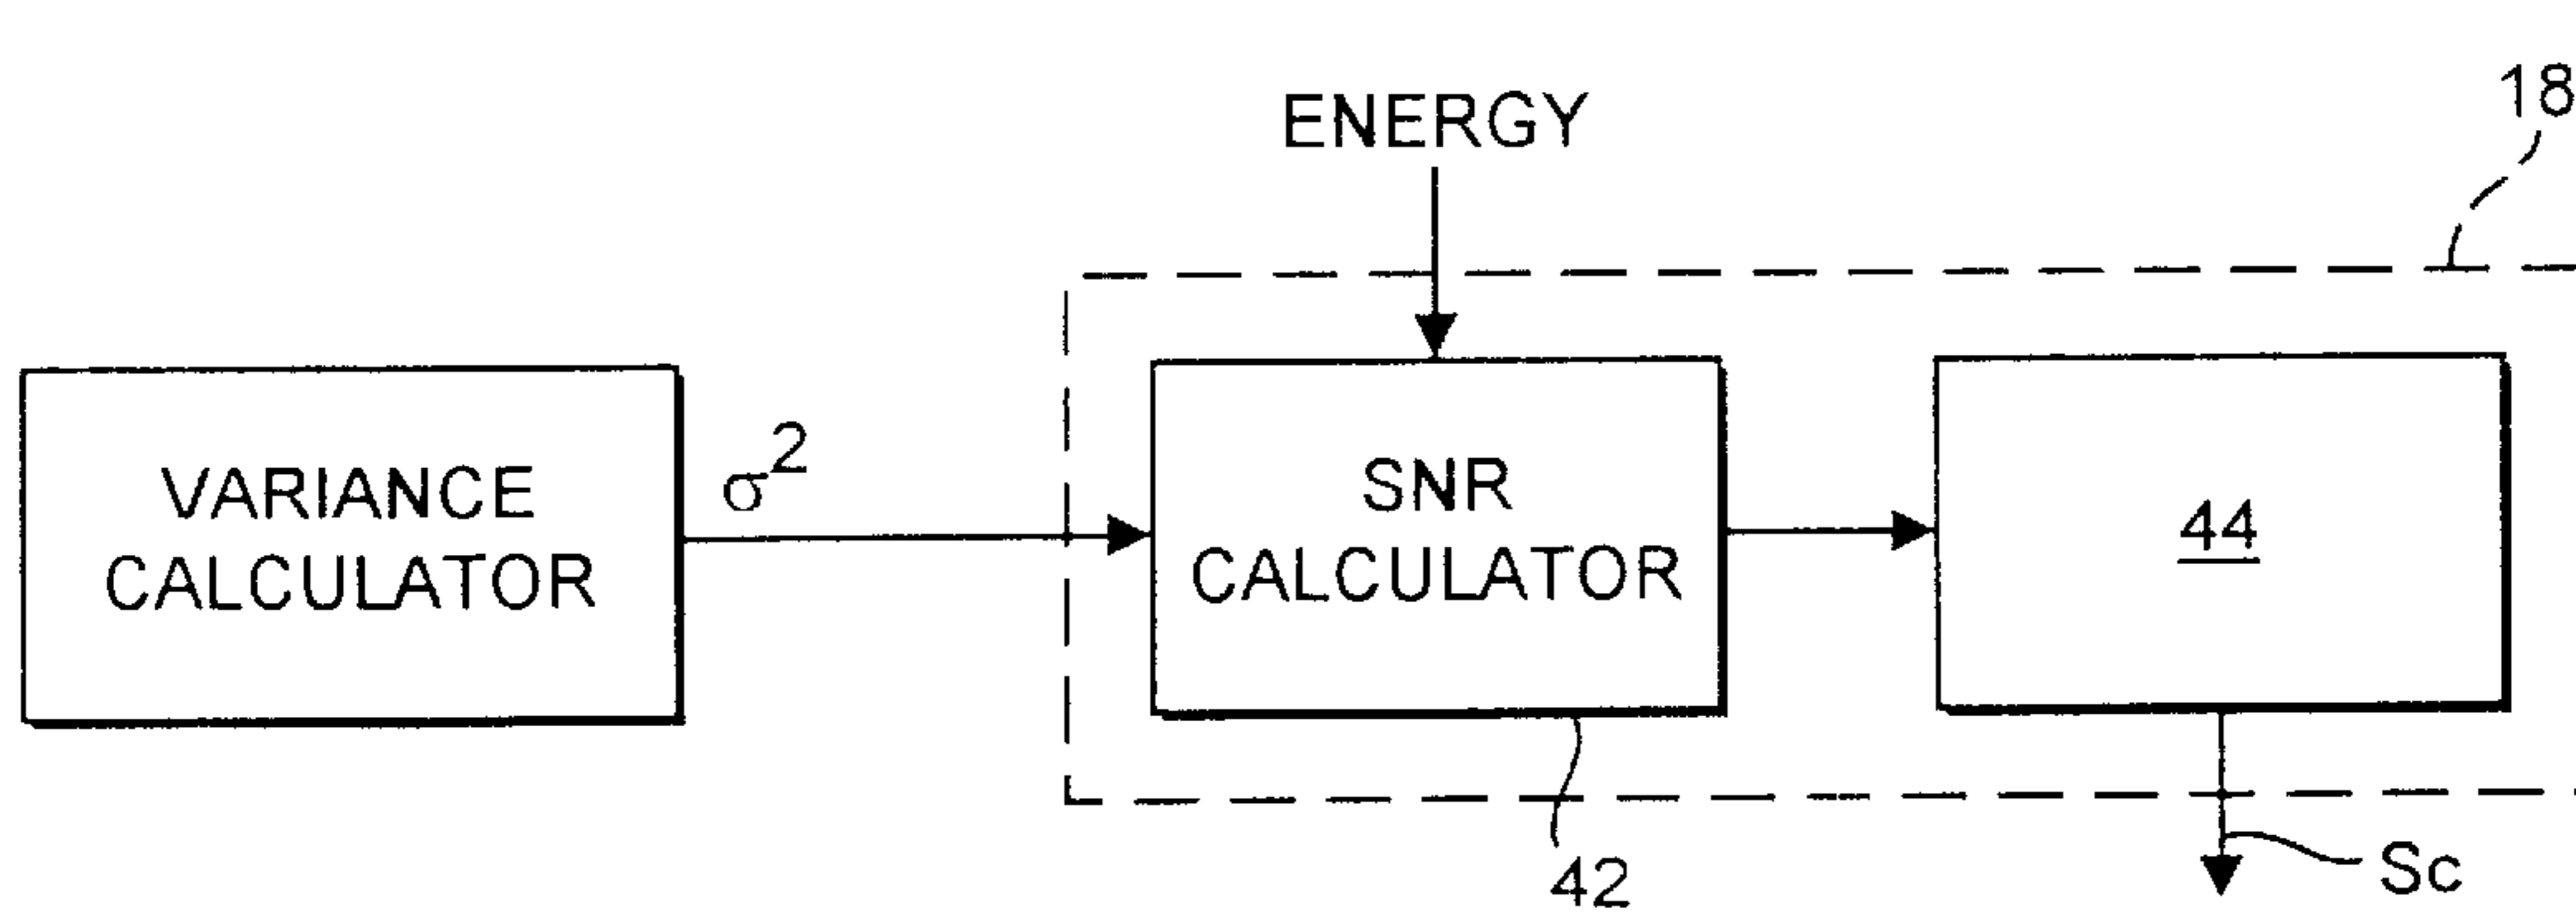 18
ENERGY
VARIANCE
CALCULATOR
σ²
SNR
CALCULATOR
44
42
Sc